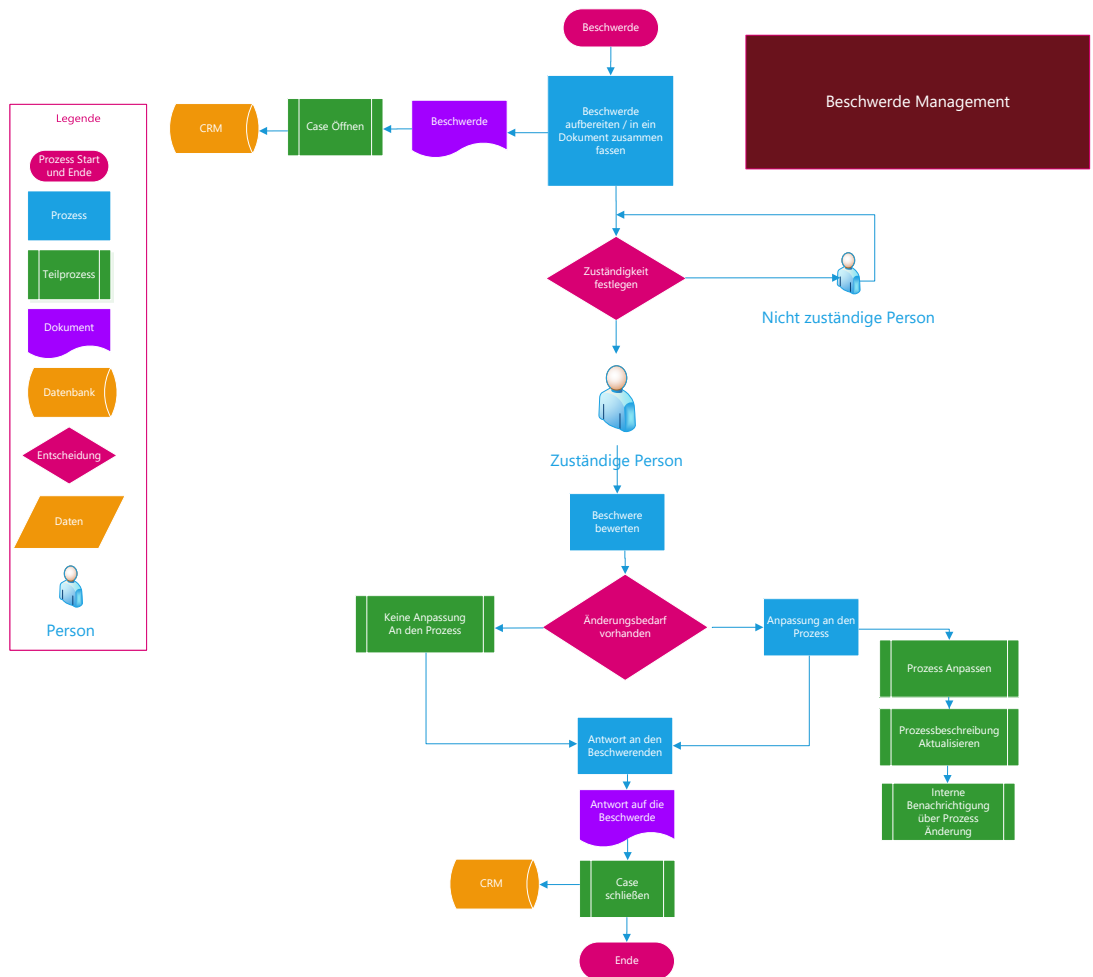 Beschwerde
Beschwerde Management
Beschwerde
aufbereiten / in ein
Dokument zusammen
fassen
Beschwerde
Case Öffnen
CRM
Legende
Prozess Start
und Ende
Prozess
Teilprozess
Dokument
Datenbank
Entscheidung
Daten
Person
Zuständigkeit
festlegen
Nicht zuständige Person
Zuständige Person
Beschwere
bewerten
Änderungsbedarf
vorhanden
Keine Anpassung
An den Prozess
Anpassung an den
Prozess
Prozess Anpassen
Prozessbeschreibung
Aktualisieren
Interne
Benachrichtigung
über Prozess
Änderung
Antwort an den
Beschwerenden
Antwort auf die
Beschwerde
Case
schließen
CRM
Ende